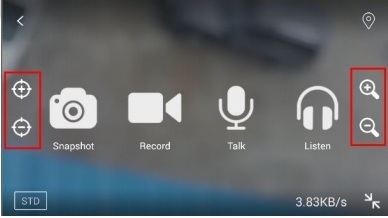 Snapshot Record Talk Listen
STD 3.83KB/s